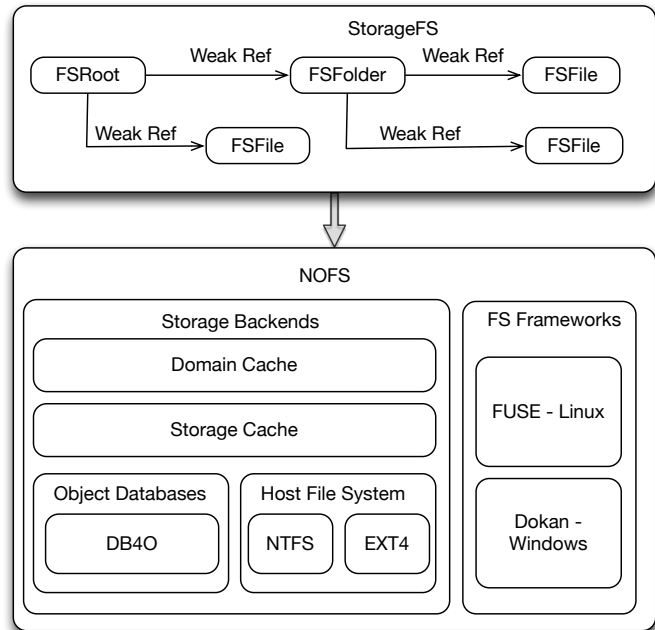 StorageFS
Weak Ref
Weak Ref
FSRoot
FSFolder
FSFile
Weak Ref
Weak Ref
FSFile
FSFile
NOFS
Storage Backends
FS Frameworks
Domain Cache
FUSE - Linux
Storage Cache
Object Databases
Host File System
DB4O
NTFS
EXT4
Dokan -
Windows